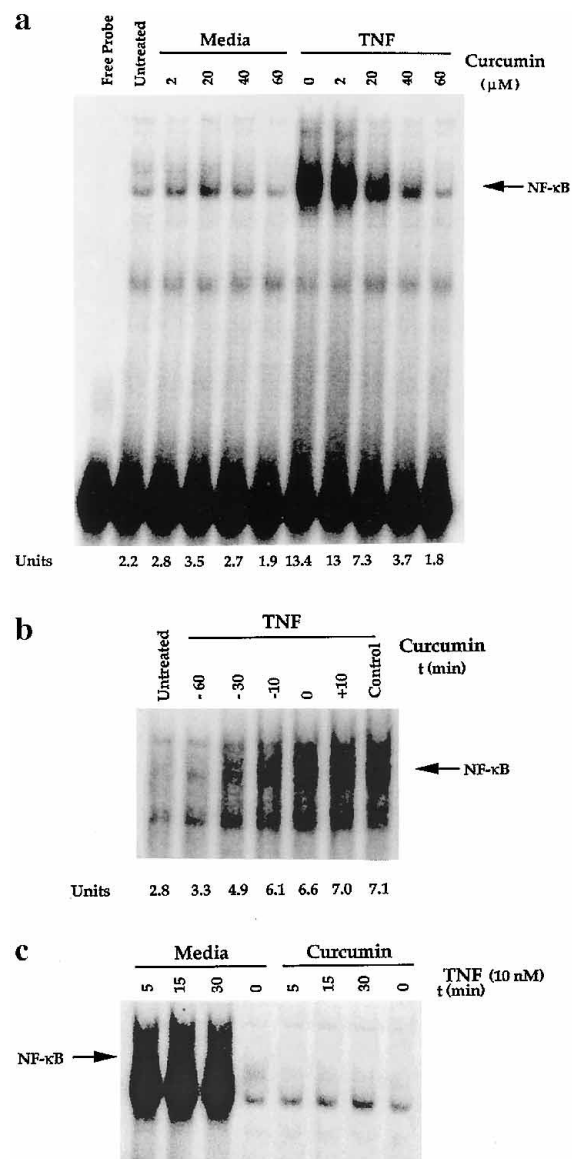 a
Media TNF
Free Probe Untreated 2 20 40 60 0 2 20 40 60 Curcumin
(μM)
NF-κB
Units 2.2 2.8 3.5 2.7 1.9 13.4 13 7.3 3.7 1.8
b
TNF
Untreated - 60 - 30 -10 0 +10 Control Curcumin
t (min)
NF-κB
Units 2.8 3.3 4.9 6.1 6.6 7.0 7.1
c
Media Curcumin
5 15 30 0 5 15 30 0 TNF (10 nM)
t (min)
NF-κB